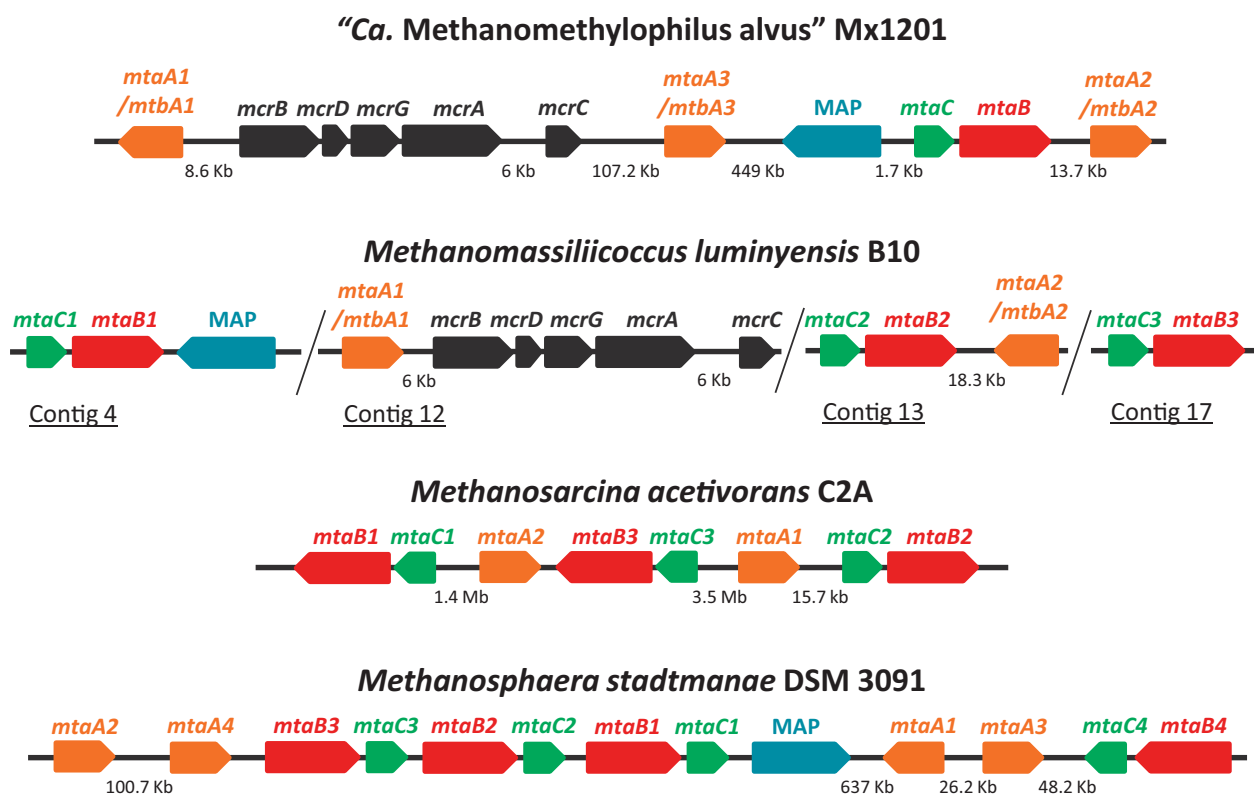 “Ca. Methanomethylophilus alvus” Mx1201
mtaA1
/mtbA1
mcrB mcrD mcrG mcrA mcrC
mtaA3
/mtbA3
MAP mtaC mtaB
mtaA2
/mtbA2
8.6 Kb 6 Kb 107.2 Kb 449 Kb 1.7 Kb 13.7 Kb
Methanomassiliicoccus luminyensis B10
mtaC1 mtaB1 MAP
mtaA1
/mtbA1
mcrB mcrD mcrG mcrA mcrC
mtaC2 mtaB2
mtaA2
/mtbA2
mtaC3 mtaB3
6 Kb 6 Kb 18.3 Kb
Contig 4 Contig 12 Contig 13 Contig 17
Methanosarcina acetivorans C2A
mtaB1 mtaC1 mtaA2 mtaB3 mtaC3 mtaA1 mtaC2 mtaB2
1.4 Mb 3.5 Mb 15.7 kb
Methanosphaera stadtmanae DSM 3091
mtaA2 mtaA4 mtaB3 mtaC3 mtaB2 mtaC2 mtaB1 mtaC1 MAP mtaA1 mtaA3 mtaC4 mtaB4
100.7 Kb 637 Kb 26.2 Kb 48.2 Kb